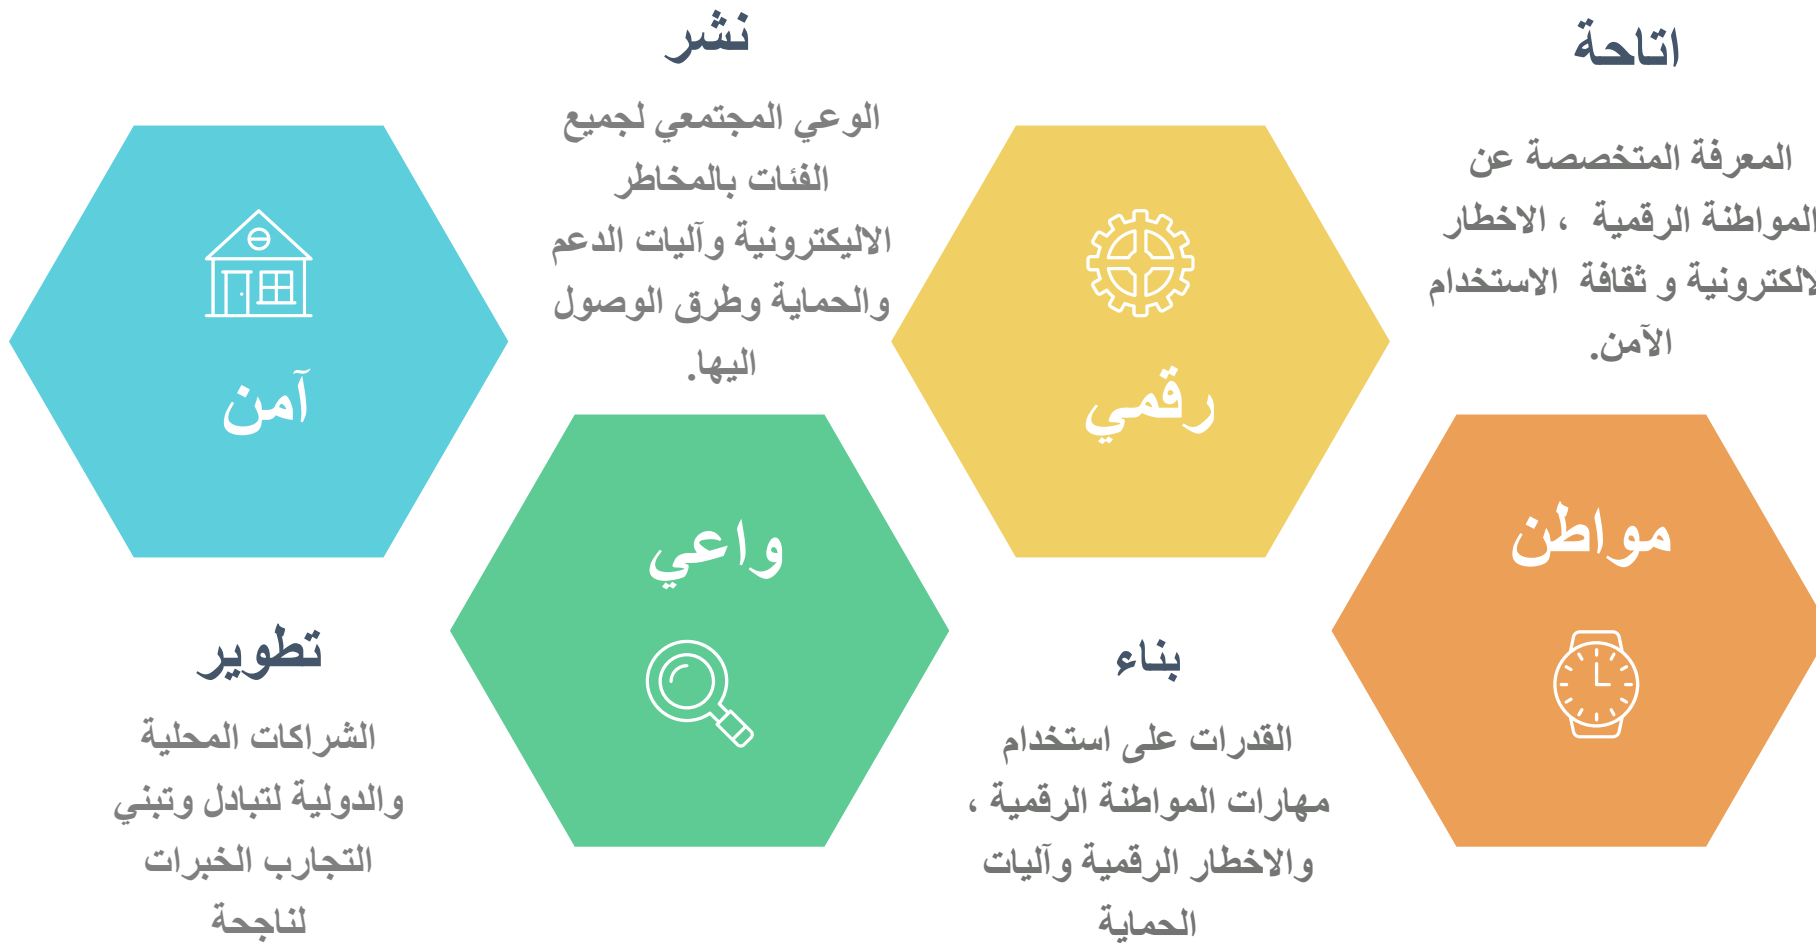 اتاحة
المعرفة المتخصصة عن
المواطنة الرقمية ، الاخطار
الالكترونية و ثقافة الاستخدام
الآمن.
مواطن
رقمي
بناء
القدرات على استخدام
مهارات المواطنة الرقمية ،
والاخطار الرقمية وآليات
الحماية
نشر
الوعي المجتمعي لجميع
الفئات بالمخاطر
الاليكترونية وآليات الدعم
والحماية وطرق الوصول
اليها.
واعي
آمن
تطوير
الشراكات المحلية
والدولية لتبادل وتبني
التجارب الخبرات
لناجحة